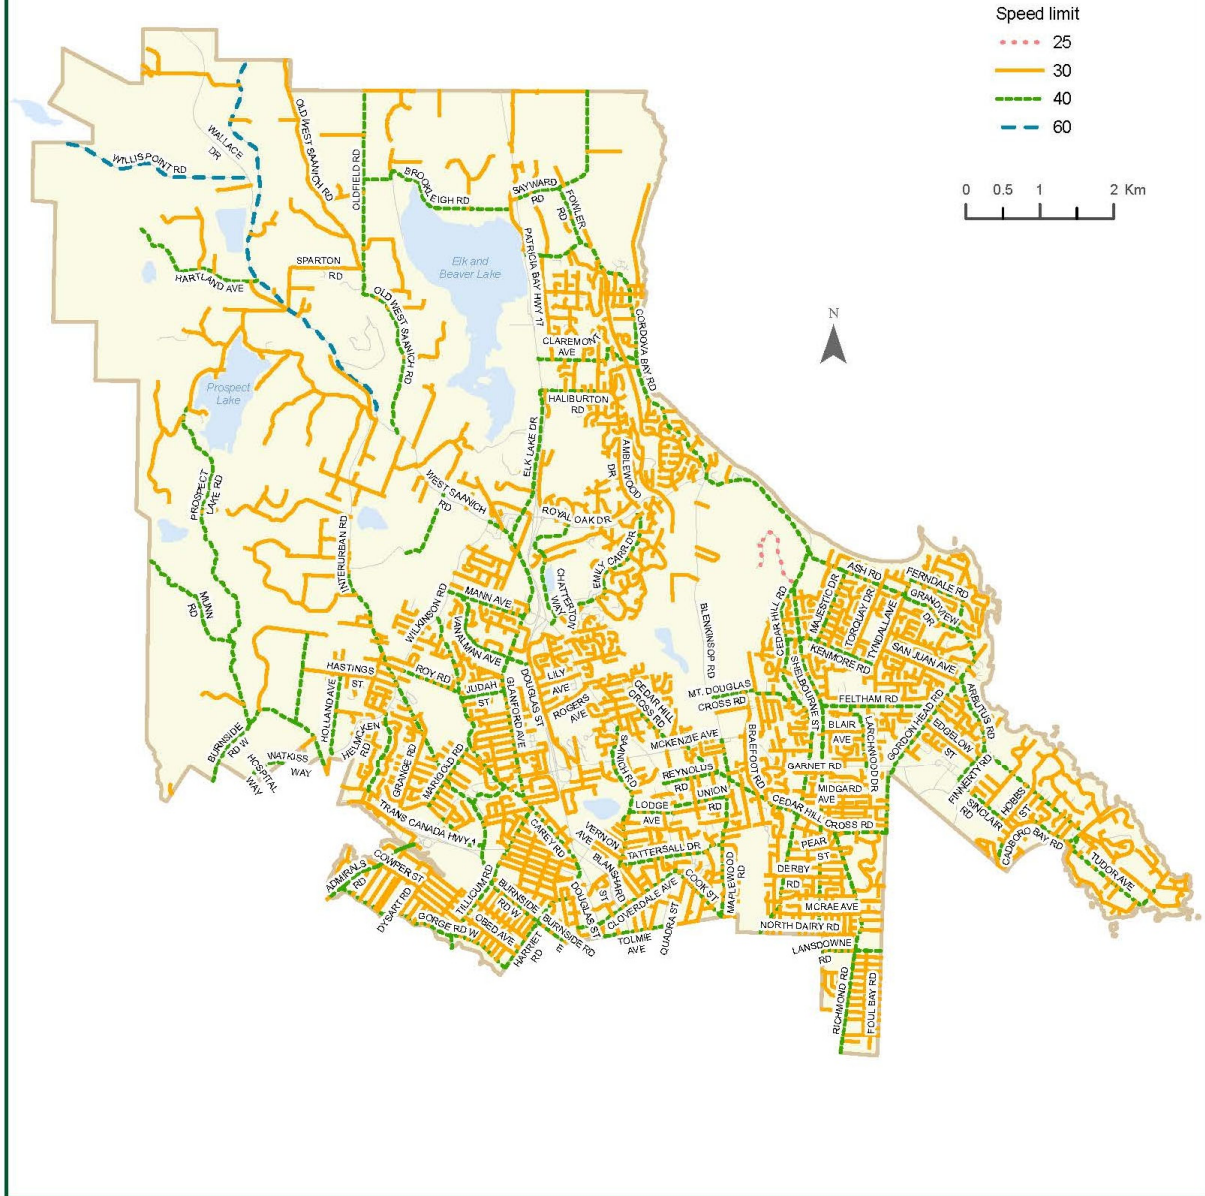 Speed limit
25
30
40
60
0 0.5 1 2 Km
N
WALLACE
DR
WILLIS POINT RD
OLD WEST SAANICH RD
OLDFIELD RD
BROOKLEIGH RD
SAYWARD
RD
FOWLER
RD
PATRICIA BAY HWY 17
Elk and
Beaver Lake
SPARTON
RD
HARTLAND AVE
OLD WEST SAANICH RD
CORDOVA BAY RD
CLAREMONT
AVE
HALIBURTON
RD
Prospect
Lake
ELK LAKE DR
AMBLEWOOD
DR
PROSPECT
LAKE RD
WEST SAANICH
RD
ROYAL OAK DR
INTERURBAN RD
EMILY CARR DR
CHATTERTON
WAY
MUNN
RD
WILKINSON RD
MANN AVE
VANALMAN AVE
BLENKINSOP RD
CEDAR HILL RD
MAJESTIC DR
ASH RD
TORQUAY DR
TYNDALL AVE
FERNDALE RD
GRANDVIEW
DR
KENMORE RD
SAN JUAN AVE
SHELBOURNE ST
HASTINGS
ST
ROY RD
JUDAH
ST
LILY
AVE
ROGERS
AVE
CEDAR HILL
CROSS RD
MT. DOUGLAS
CROSS RD
FELTHAM RD
ARBUTUS RD
HOLLAND AVE
HELMCKEN
RD
GLANFORD AVE
DOUGLAS ST
SAANICH RD
MCKENZIE AVE
BRAEFOOT RD
BLAIR
AVE
LARCHWOOD DR
GORDON HEAD RD
EDGELOW
ST
BURNSIDE
RD W
WATKISS
WAY
HOSPITAL
WAY
GRANGE RD
MARIGOLD RD
REYNOLDS
RD
UNION
RD
GARNET RD
MIDGARD
AVE
FINNERTY RD
SINCLAIR
RD
HOBBS
ST
TRANS CANADA HWY 1
LODGE
AVE
CEDAR HILL CROSS RD
CADBORO BAY RD
TUDOR AVE
CAREY RD
VERNON
AVE
TATTERSALL DR
PEAR
ST
ADMIRALS
RD
COWPER ST
DYSART RD
TILLICUM RD
BLANSHARD
ST
COOK ST
MAPLEWOOD
RD
DERBY
RD
BURNSIDE
RD W
DOUGLAS ST
CLOVERDALE AVE
MCRAE AVE
GORGE RD W
OBED AVE
HARRIET
RD
BURNSIDE RD
E
TOLMIE
AVE
QUADRA ST
NORTH DAIRY RD
LANSDOWNE
RD
RICHMOND RD
FOUL BAY RD